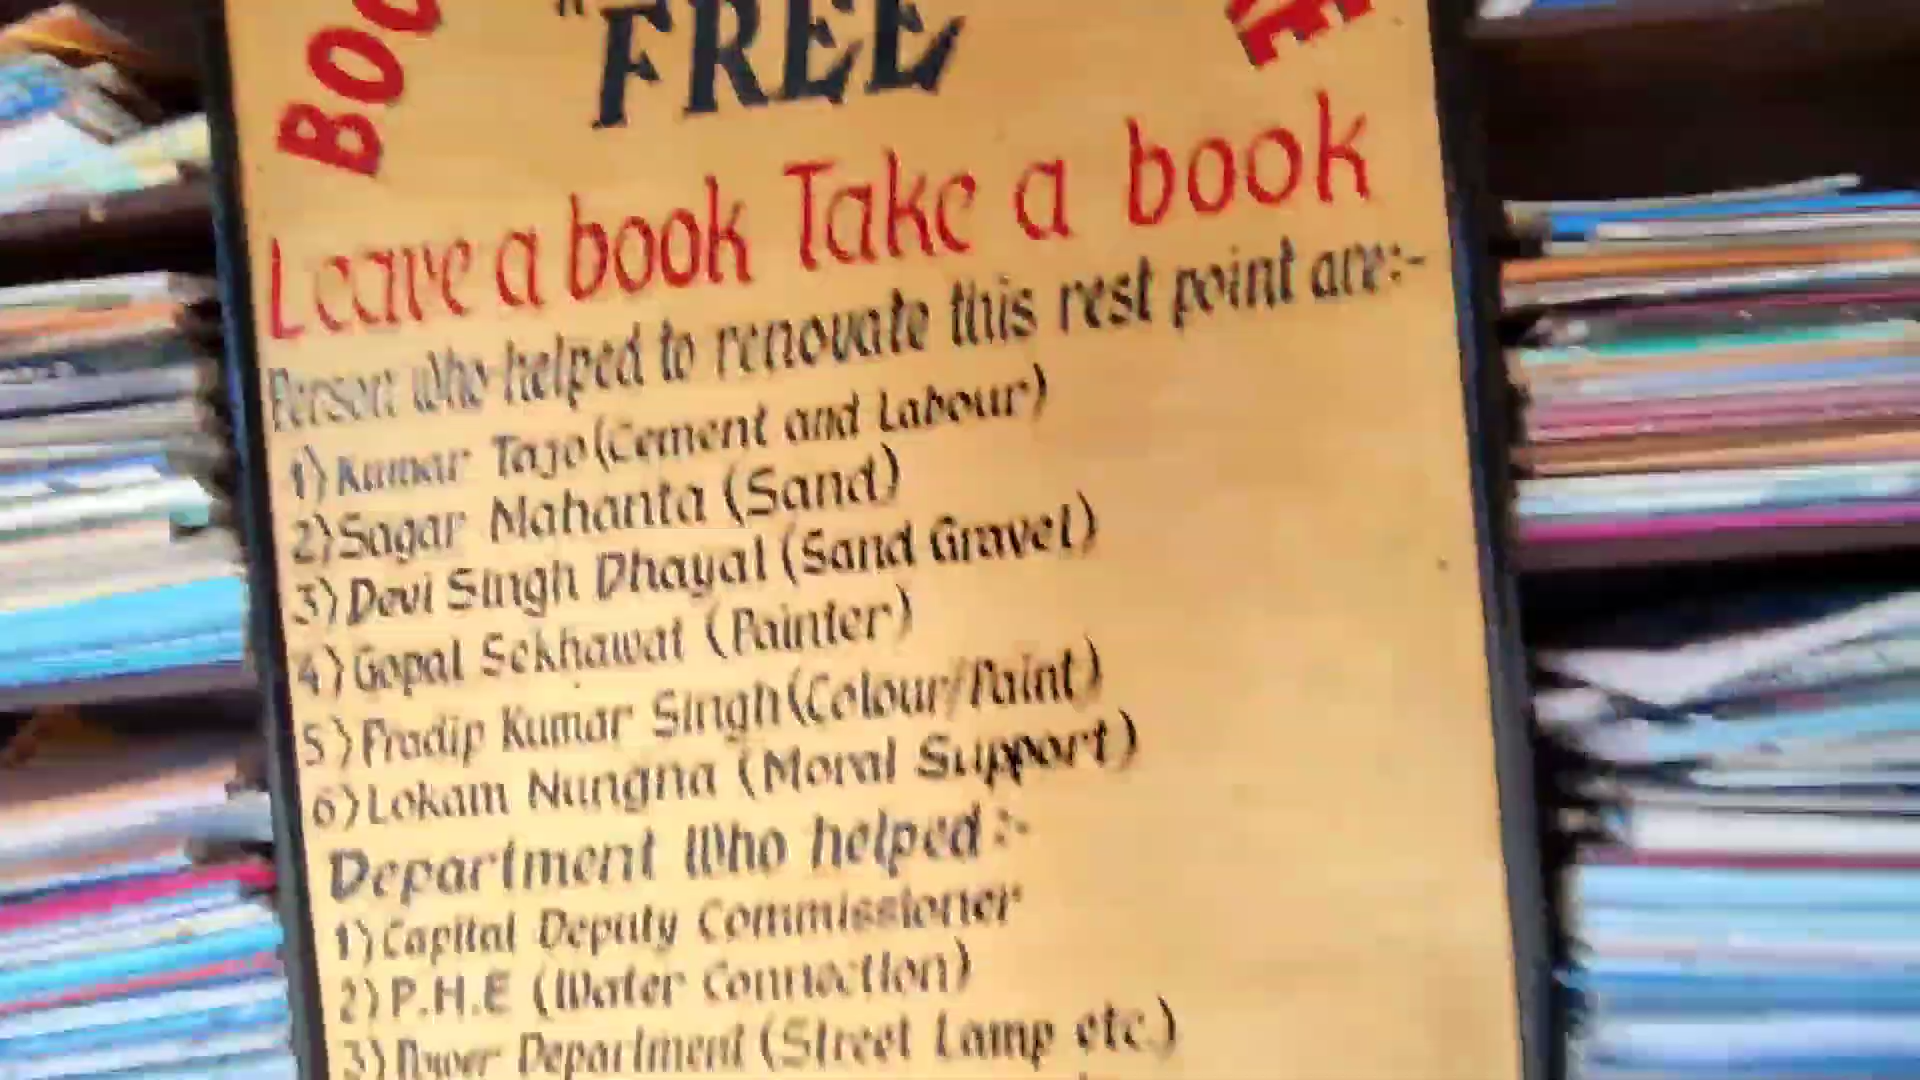 "FREE
Leave a book Take a book
Person who helped to renovate this rest point are:-
1) Kumar Tajo (Cement and Labour)
2) Sagar Mahanta (Sand)
3) Devi Singh Dhayal (Sand Gravel)
4) Gopal Sekhawat (Painter)
5) Pradip Kumar Singh (Colour/Paint)
6) Lokam Nungna (Moral Support)
Department Who helped:-
1) Capital Deputy Commissioner
2) P.H.E (Water Connection)
3) Power Department (Street Lamp etc.)